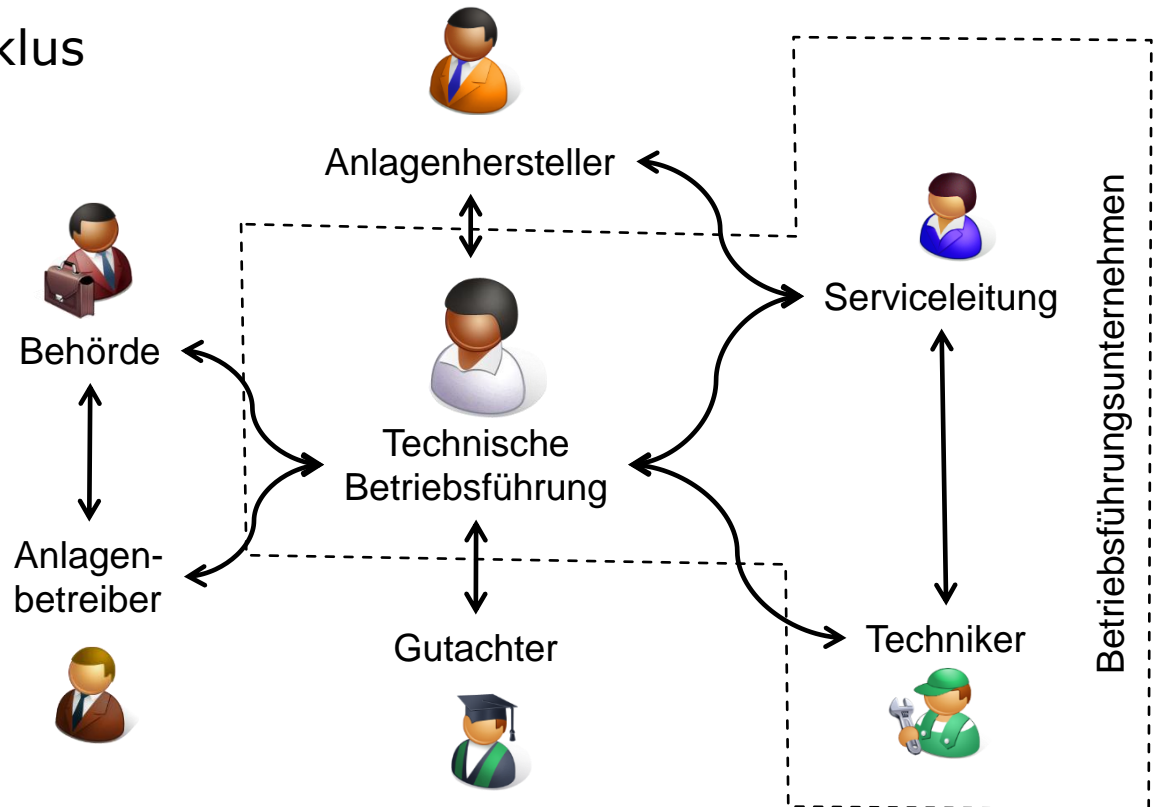 klus
Anlagenhersteller
Behörde
Serviceleitung
Technische
Betriebsführung
Anlagen-
betreiber
Gutachter
Techniker
Betriebsführungsunternehmen